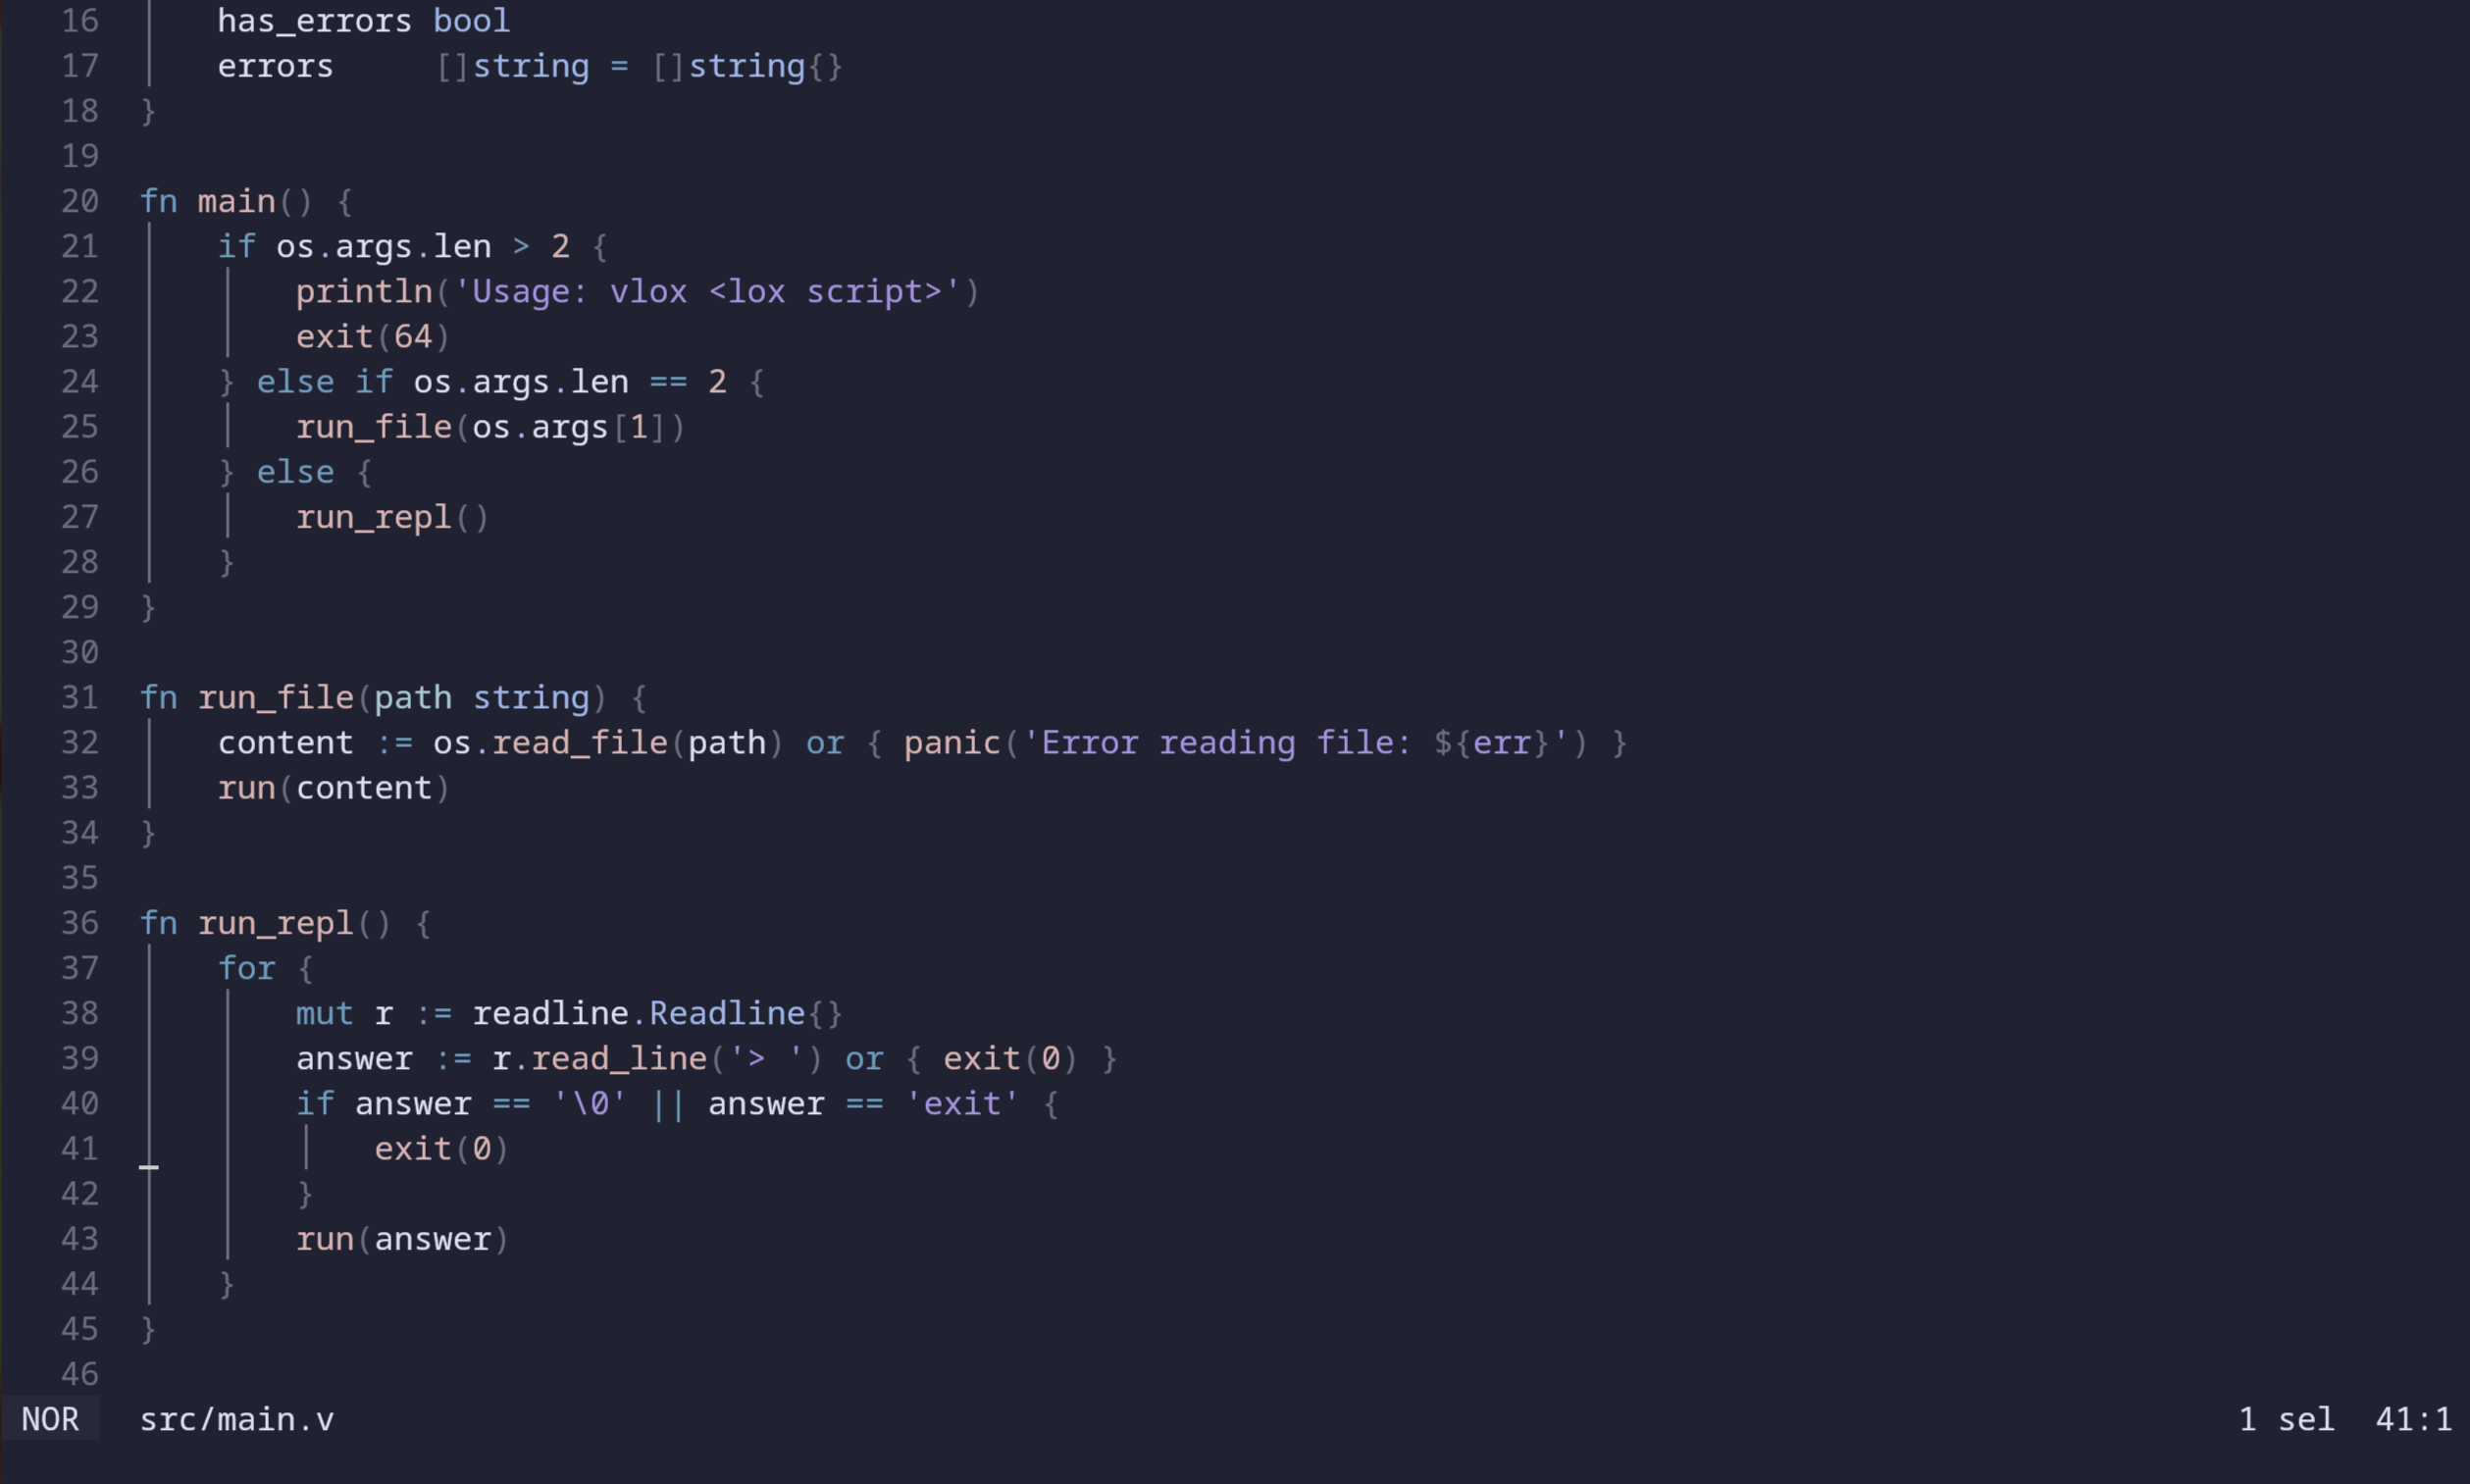 16 has_errors bool
17 errors []string = []string{}
18 }
19
20 fn main() {
21 if os.args.len > 2 {
22 println('Usage: vlox <lox script>')
23 exit(64)
24 } else if os.args.len == 2 {
25 run_file(os.args[1])
26 } else {
27 run_repl()
28 }
29 }
30
31 fn run_file(path string) {
32 content := os.read_file(path) or { panic('Error reading file: ${err}') }
33 run(content)
34 }
35
36 fn run_repl() {
37 for {
38 mut r := readline.Readline{}
39 answer := r.read_line('> ') or { exit(0) }
40 if answer == '\0' || answer == 'exit' {
41 exit(0)
42 }
43 run(answer)
44 }
45 }
46
NOR src/main.v 1 sel 41:1